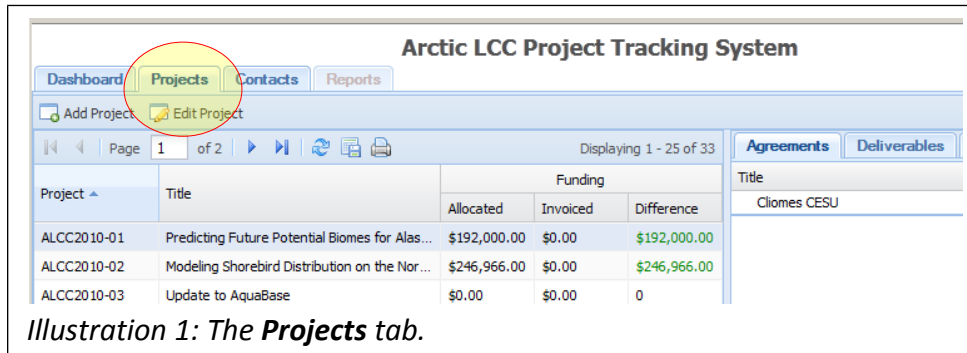 Arctic LCC Project Tracking System
Dashboard Projects Contacts Reports
Add Project Edit Project
Page 1 of 2 Displaying 1 - 25 of 33 Agreements Deliverables
Funding Title
Project Title Allocated Invoiced Difference Cliomes CESU
ALCC2010-01 Predicting Future Potential Biomes for Alas... $192,000.00 $0.00 $192,000.00
ALCC2010-02 Modeling Shorebird Distribution on the Nor... $246,966.00 $0.00 $246,966.00
ALCC2010-03 Update to AquaBase $0.00 $0.00 0
Illustration 1: The Projects tab.